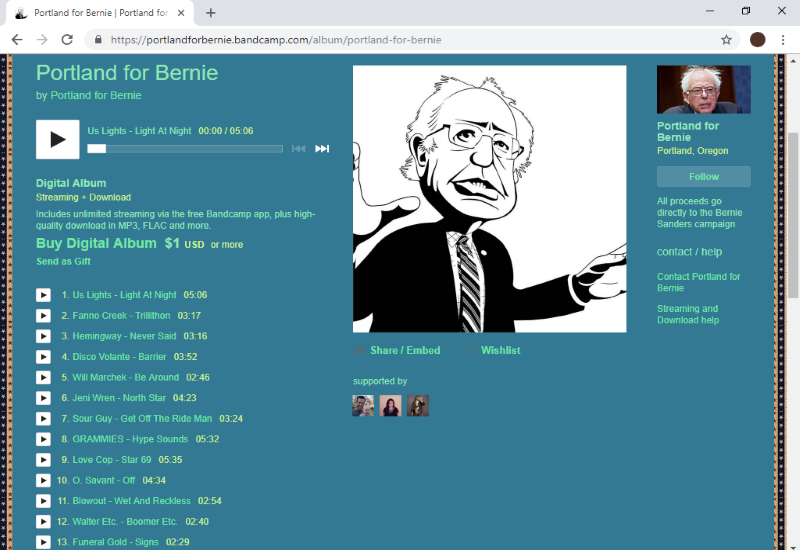 Portland for Bernie | Portland for
https://portlandforbernie.bandcamp.com/album/portland-for-bernie
Portland for Bernie
by Portland for Bernie
Us Lights - Light At Night 00:00 / 05:06
Digital Album
Streaming + Download
Includes unlimited streaming via the free Bandcamp app, plus high-
quality download in MP3, FLAC and more.
Buy Digital Album $1 USD or more
Send as Gift
1. Us Lights - Light At Night 05:06
2. Fanno Creek - Trillithon 03:17
3. Hemingway - Never Said 03:16
4. Disco Volante - Barrier 03:52
5. Will Marchek - Be Around 02:46
6. Jeni Wren - North Star 04:23
7. Sour Guy - Get Off The Ride Man 03:24
8. GRAMMIES - Hype Sounds 05:32
9. Love Cop - Star 69 05:35
10. O. Savant - Off 04:34
11. Blowout - Wet And Reckless 02:54
12. Walter Etc. - Boomer Etc. 02:40
13. Funeral Gold - Signs 02:29
Share / Embed
Wishlist
supported by
Portland for
Bernie
Portland, Oregon
Follow
All proceeds go
directly to the Bernie
Sanders campaign
contact / help
Contact Portland for
Bernie
Streaming and
Download help